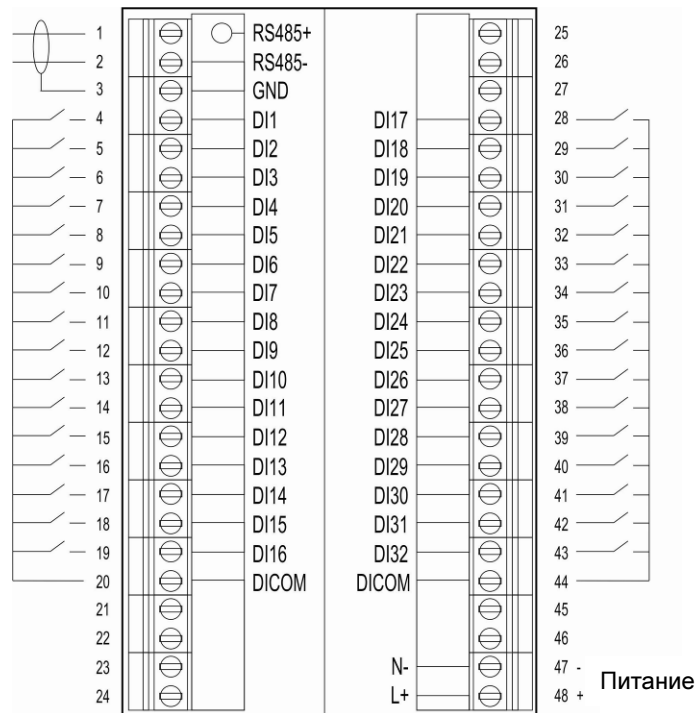 1 RS485+ 25
2 RS485- 26
3 GND 27
4 DI1 DI17 28
5 DI2 DI18 29
6 DI3 DI19 30
7 DI4 DI20 31
8 DI5 DI21 32
9 DI6 DI22 33
10 DI7 DI23 34
11 DI8 DI24 35
12 DI9 DI25 36
13 DI10 DI26 37
14 DI11 DI27 38
15 DI12 DI28 39
16 DI13 DI29 40
17 DI14 DI30 41
18 DI15 DI31 42
19 DI16 DI32 43
20 DICOM DICOM 44
21 45
22 46
23 N- 47 -
24 L+ 48 +
Питание